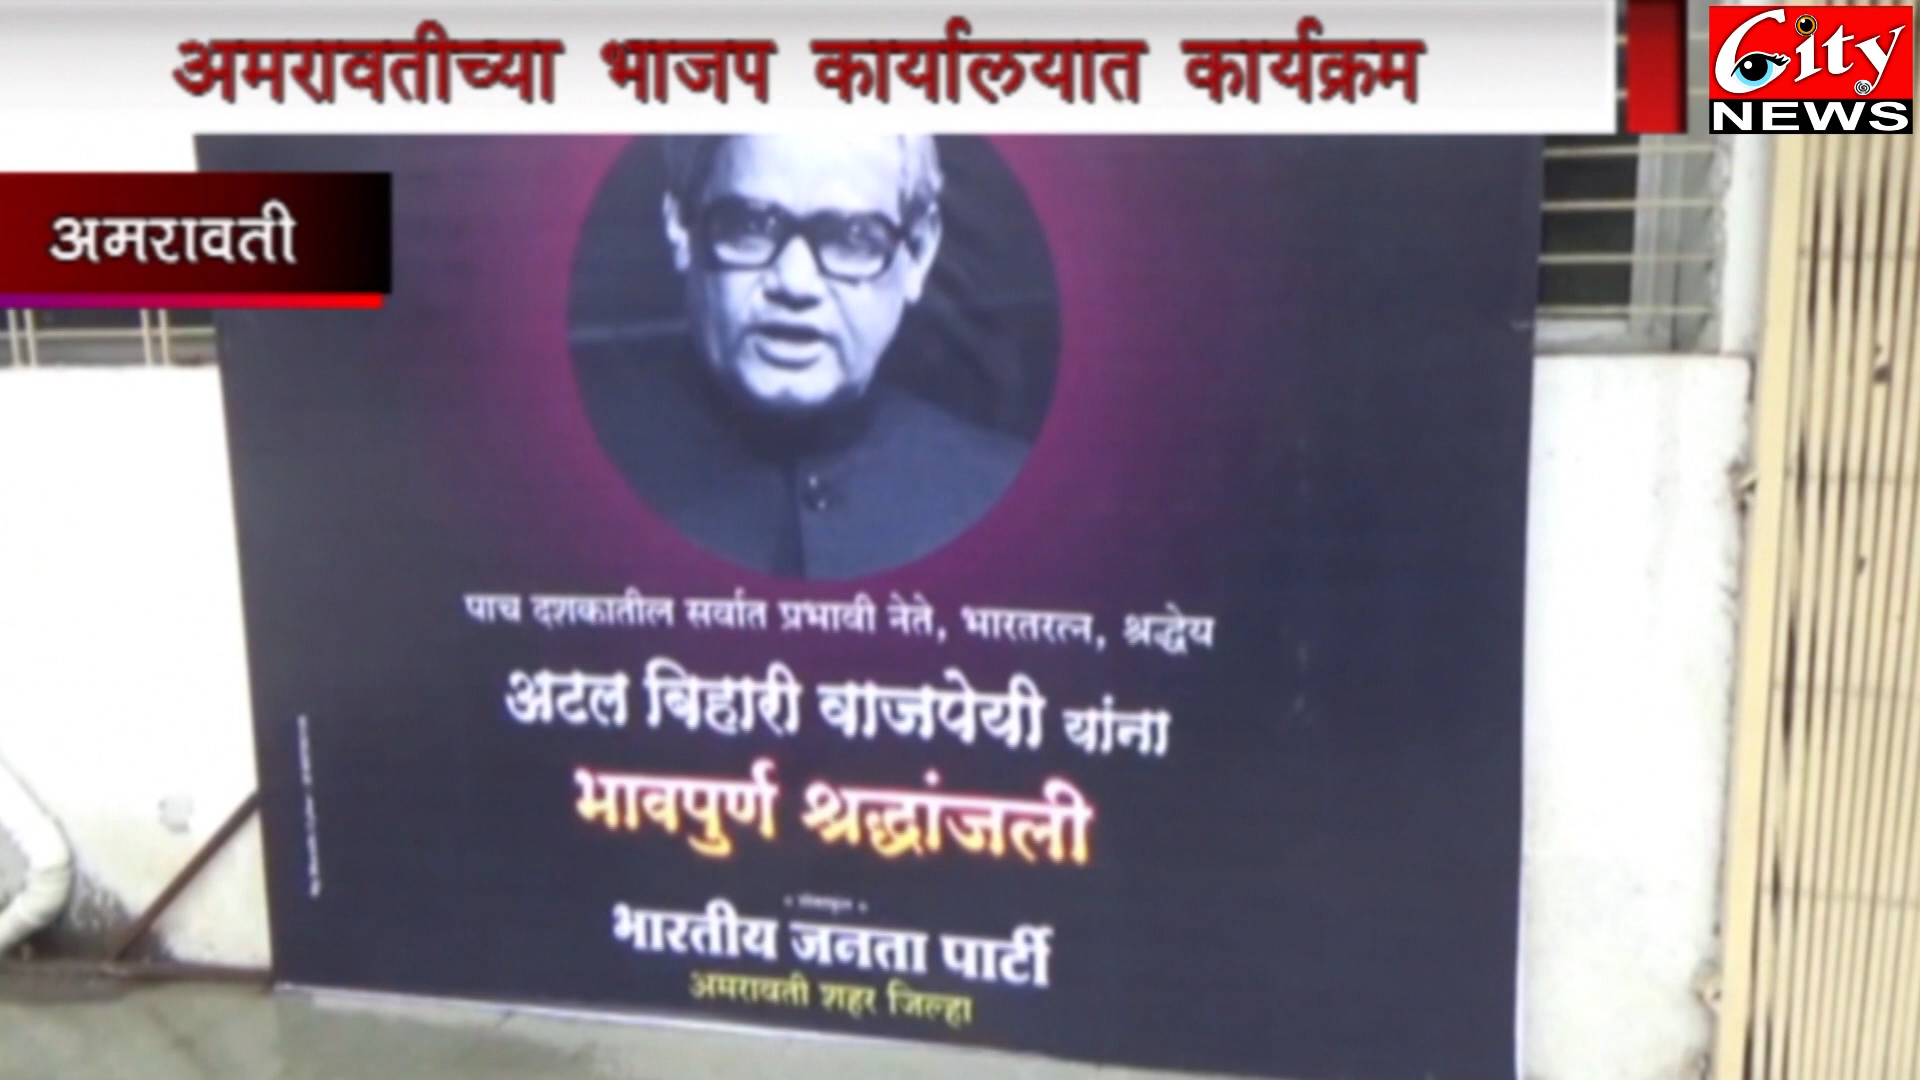 अमरावतीच्या भाजप कार्यालयात कार्यक्रम
City
NEWS
अमरावती
पाच दशकातील सर्वात प्रभावी नेते, भारतरत्न, श्रद्धेय
अटल बिहारी वाजपेयी यांना
भावपुर्ण श्रद्धांजली
भारतीय जनता पार्टी
अमरावती शहर जिल्हा